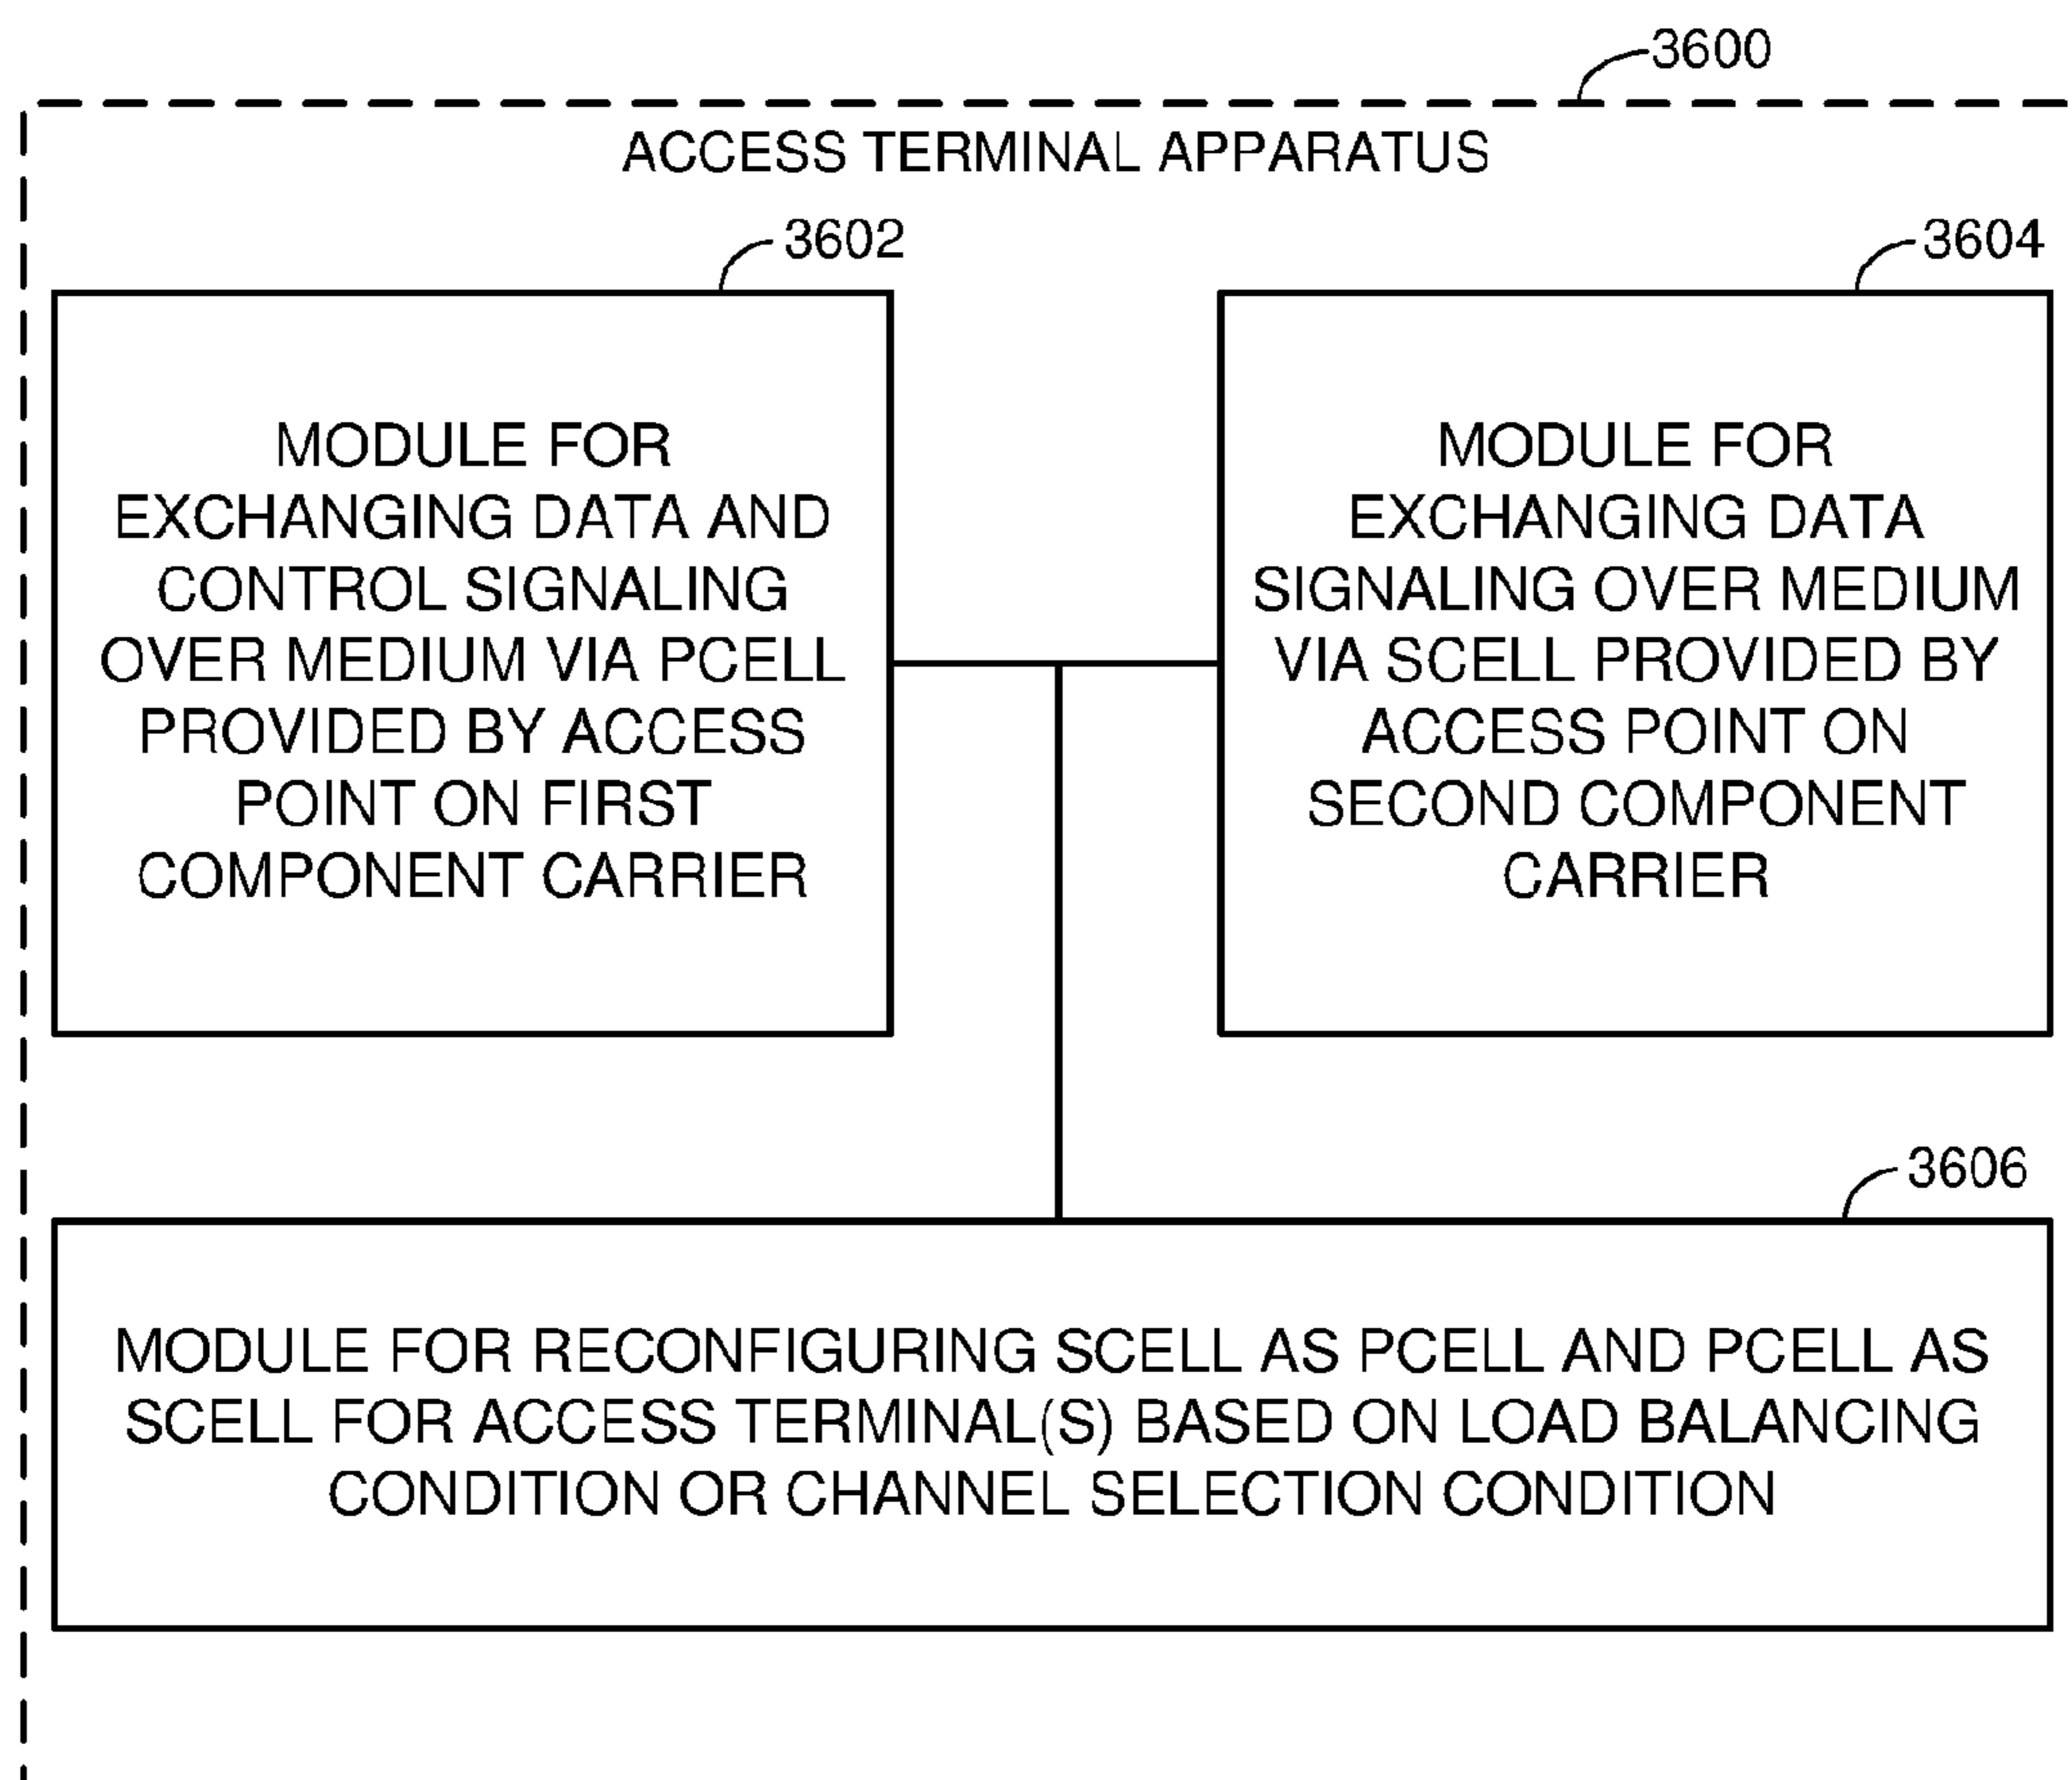 3600
ACCESS TERMINAL APPARATUS
3602
3604
MODULE FOR
EXCHANGING DATA AND
CONTROL SIGNALING
OVER MEDIUM VIA PCELL
PROVIDED BY ACCESS
POINT ON FIRST
COMPONENT CARRIER
MODULE FOR
EXCHANGING DATA
SIGNALING OVER MEDIUM
VIA SCELL PROVIDED BY
ACCESS POINT ON
SECOND COMPONENT
CARRIER
3606
MODULE FOR RECONFIGURING SCELL AS PCELL AND PCELL AS
SCELL FOR ACCESS TERMINAL(S) BASED ON LOAD BALANCING
CONDITION OR CHANNEL SELECTION CONDITION